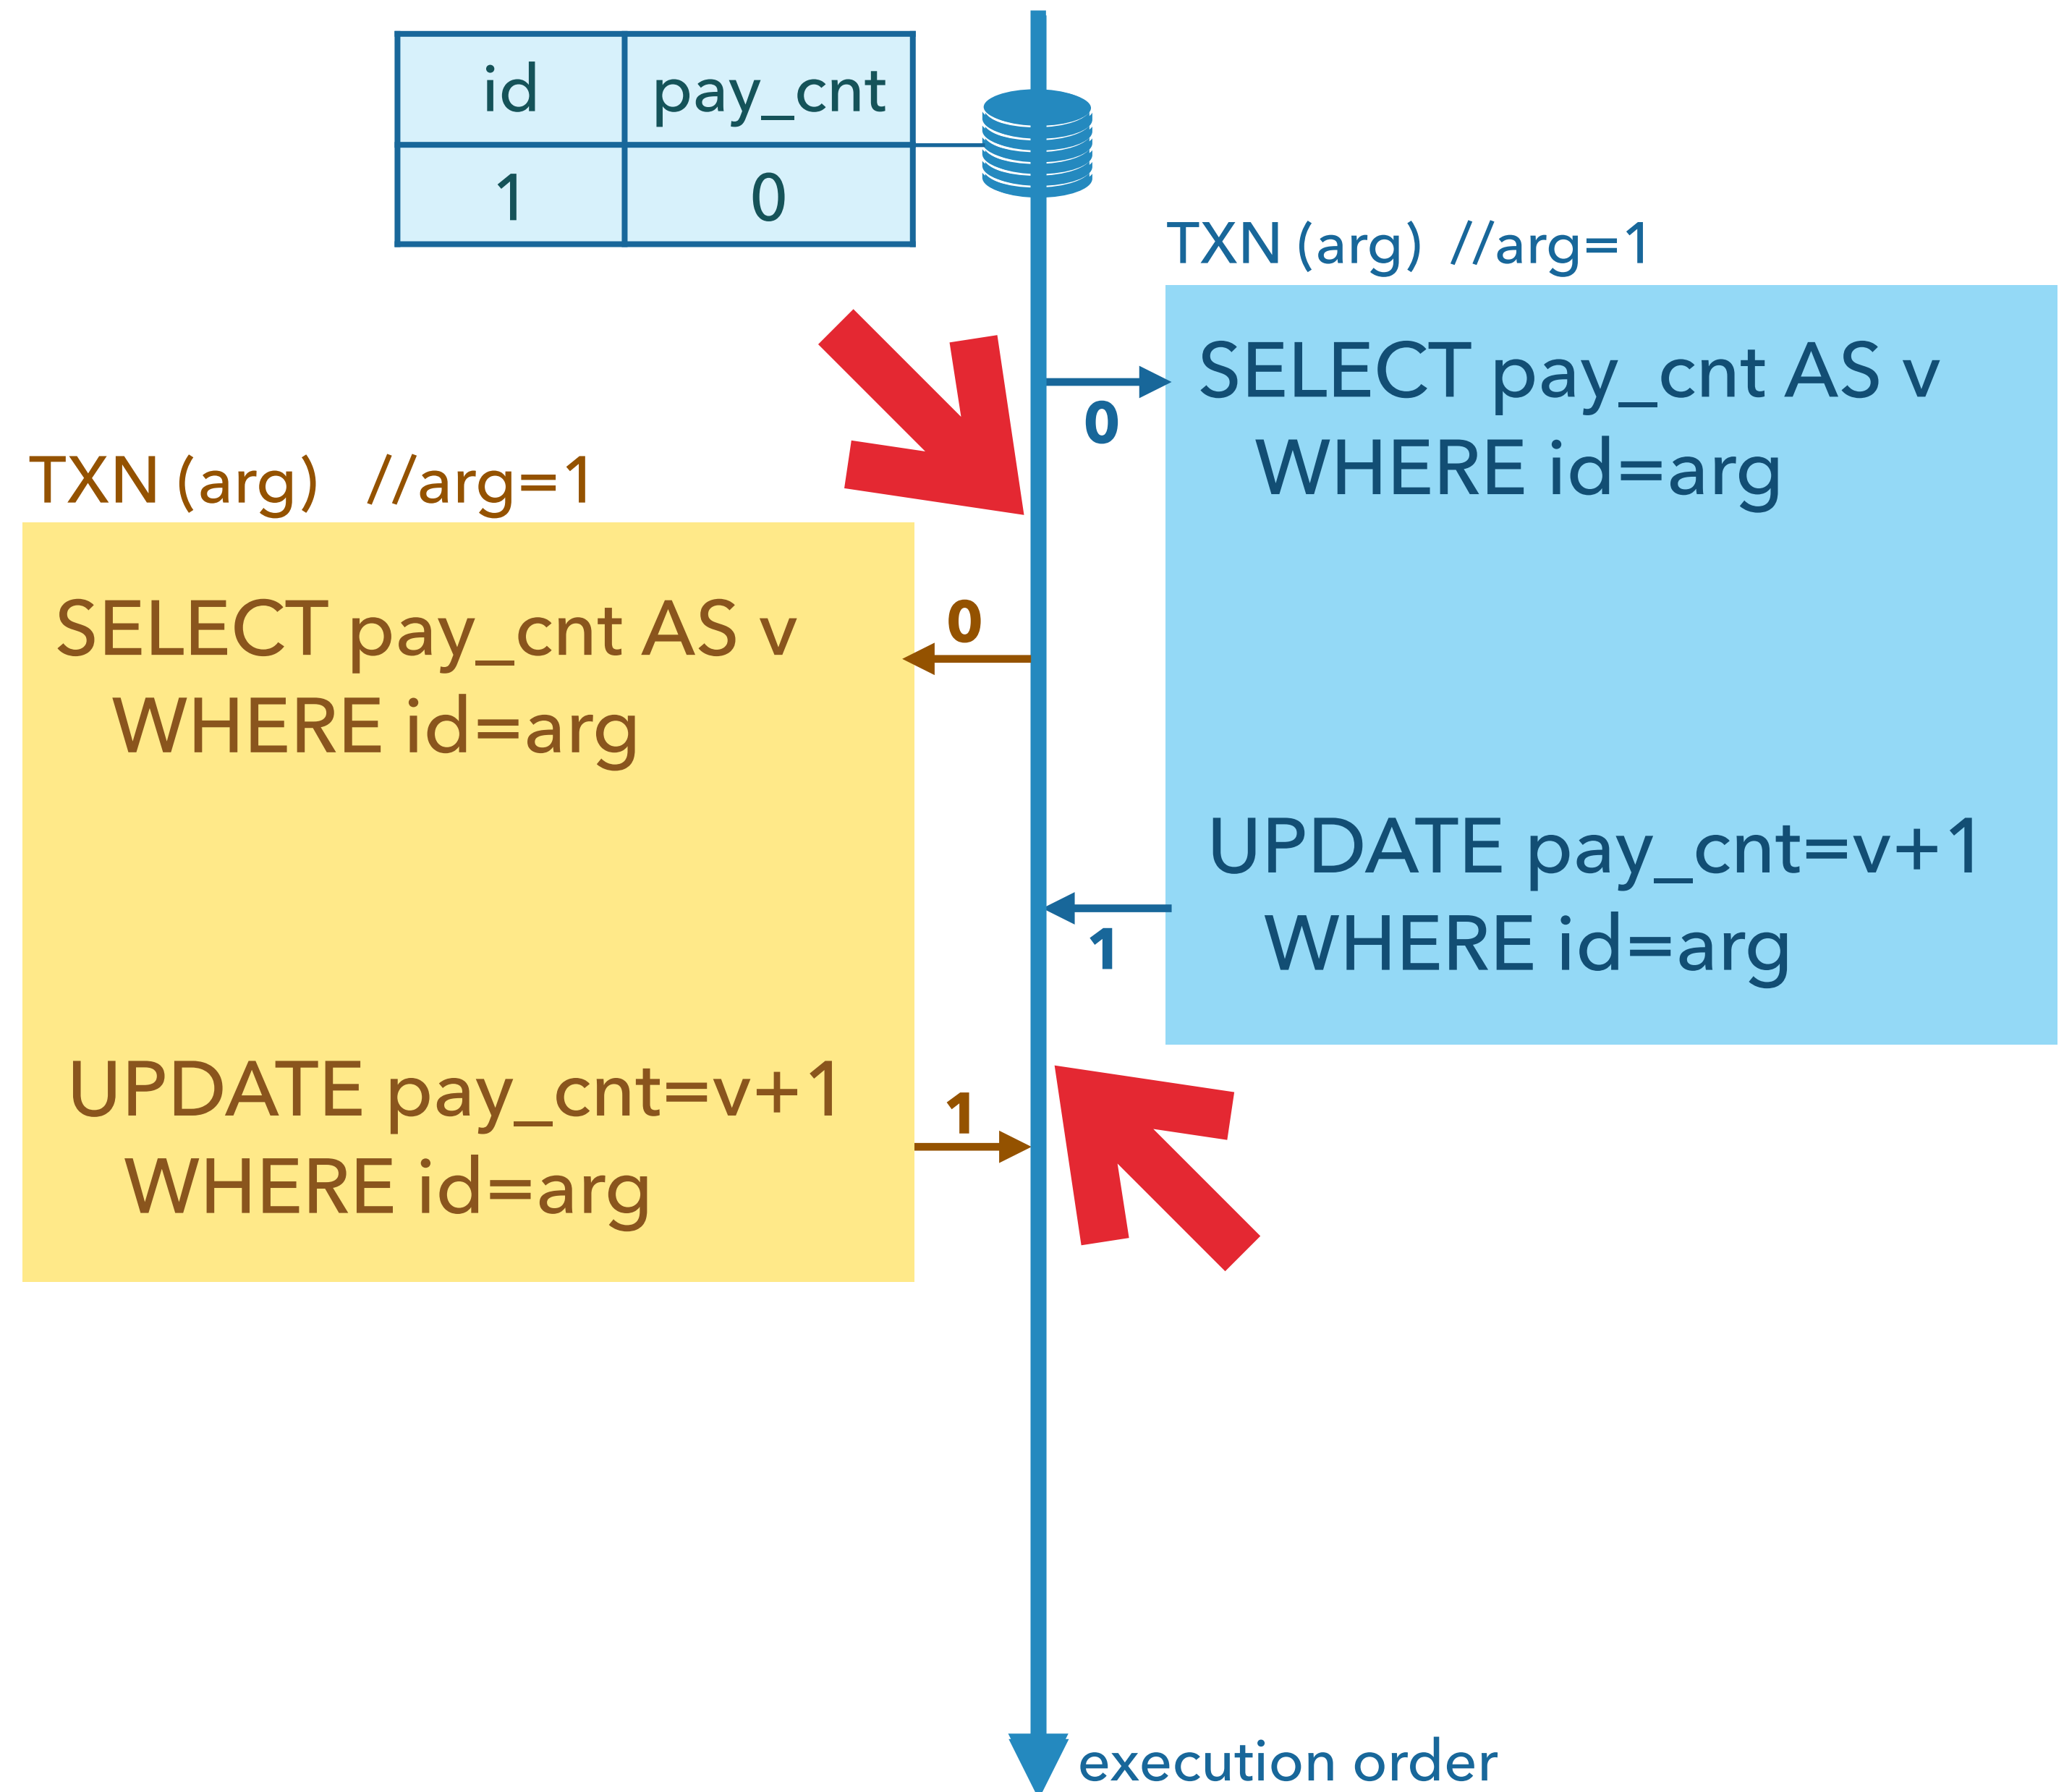 id pay_cnt
1 0
TXN (arg) //arg=1
SELECT pay_cnt AS v
WHERE id=arg
0
UPDATE pay_cnt=v+1
WHERE id=arg
1
TXN (arg) //arg=1
SELECT pay_cnt AS v
WHERE id=arg
0
UPDATE pay_cnt=v+1
WHERE id=arg
1
execution order